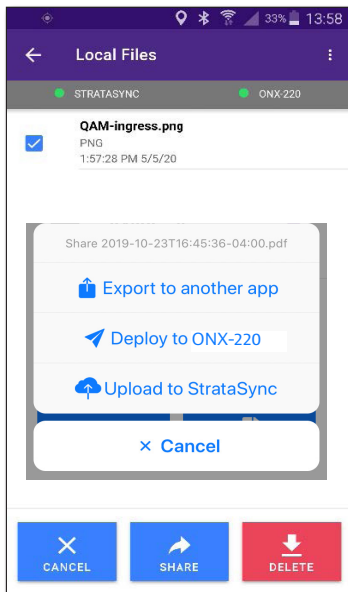 33% 13:58
Local Files
STRATASYNC ONX-220
QAM-ingress.png
PNG
1:57:28 PM 5/5/20
Share 2019-10-23T16:45:36-04:00.pdf
Export to another app
Deploy to ONX-220
Upload to StrataSync
× Cancel
CANCEL SHARE DELETE